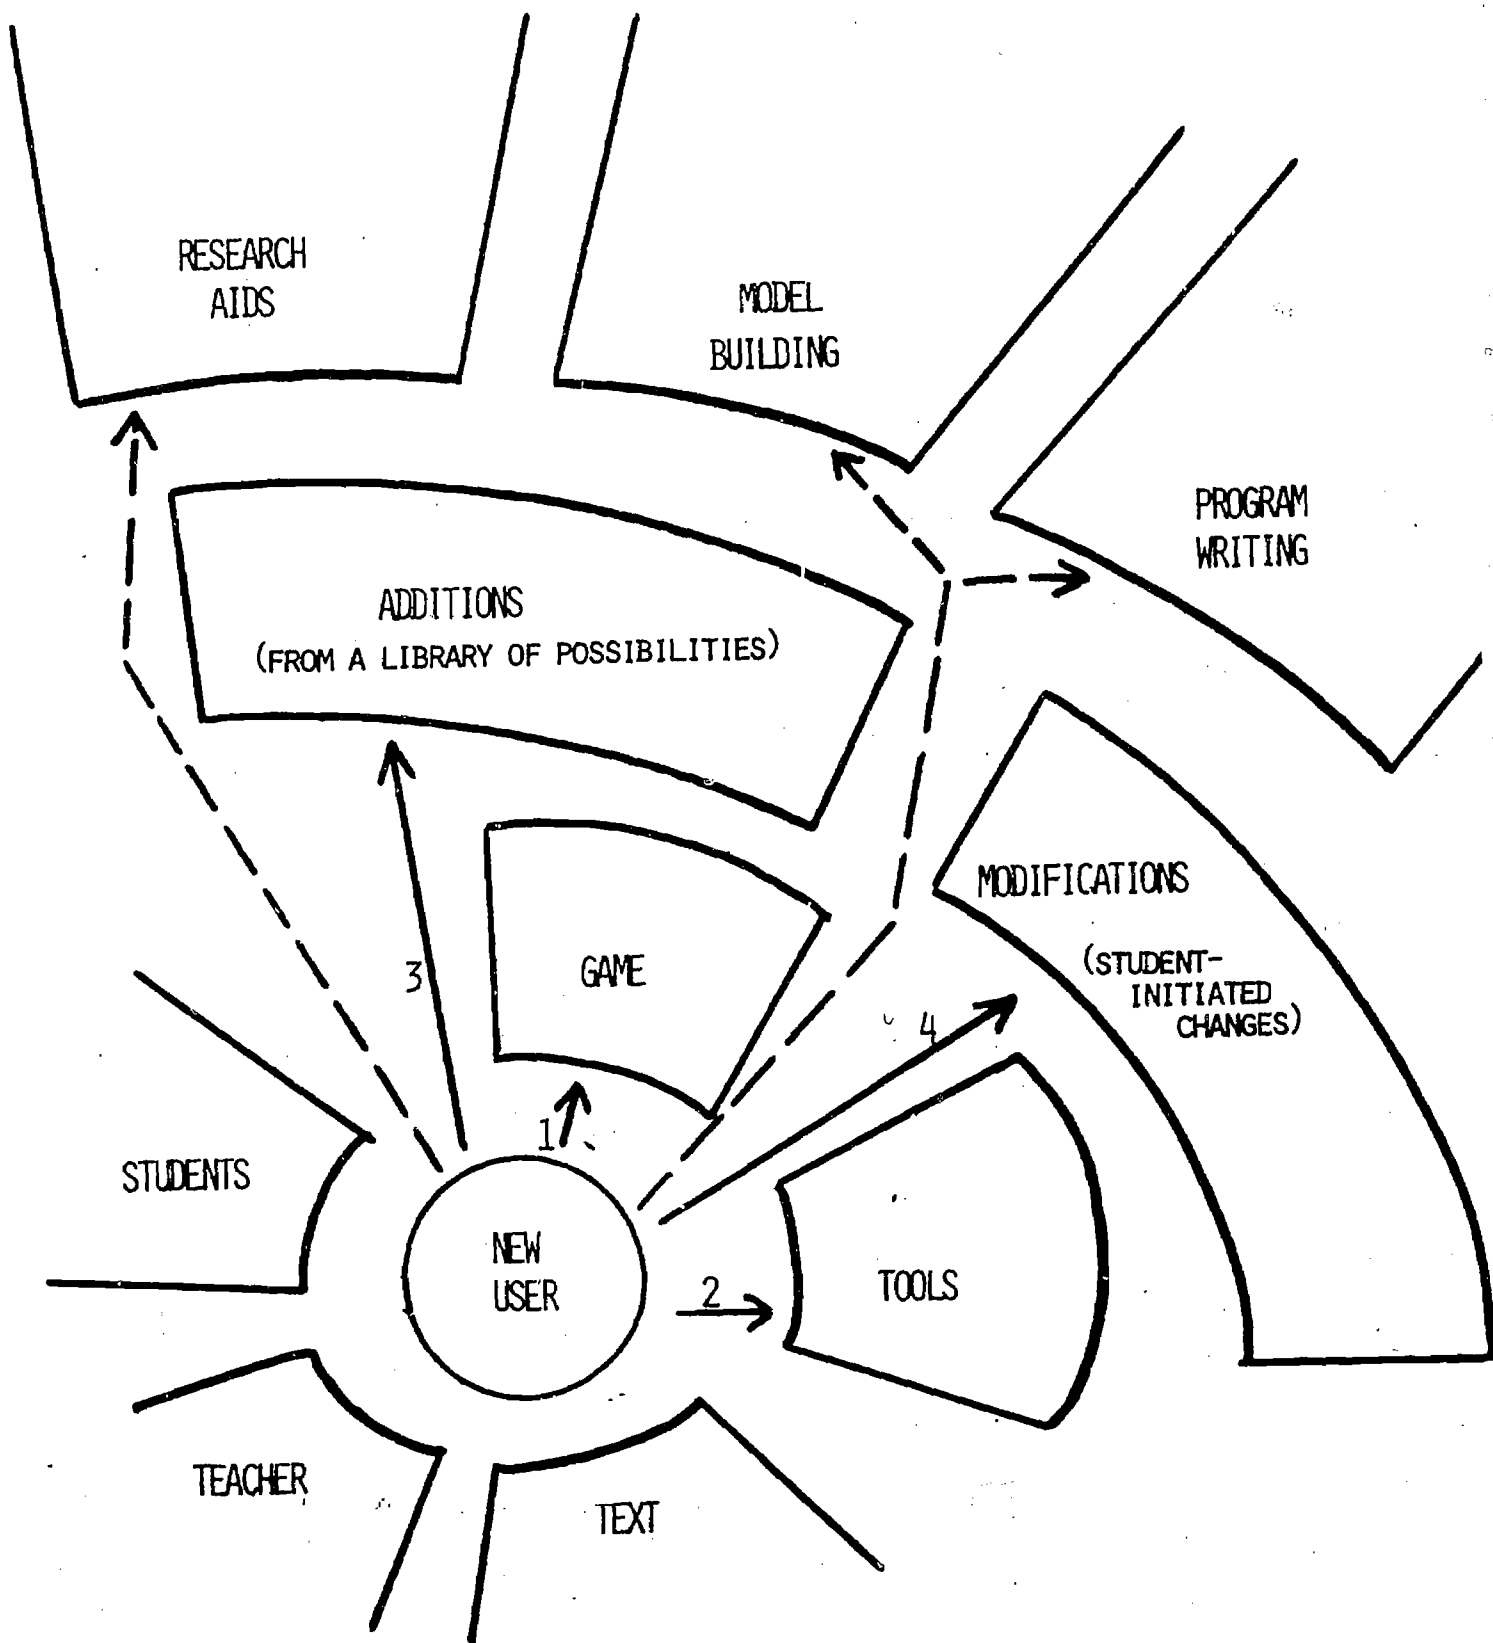 RESEARCH
AIDS
MODEL
BUILDING
PROGRAM
WRITING
ADDITIONS
(FROM A LIBRARY OF POSSIBILITIES)
MODIFICATIONS
(STUDENT-
INITIATED
CHANGES)
GAME
3
4
1
STUDENTS
NEW
USER
2
TOOLS
TEACHER
TEXT